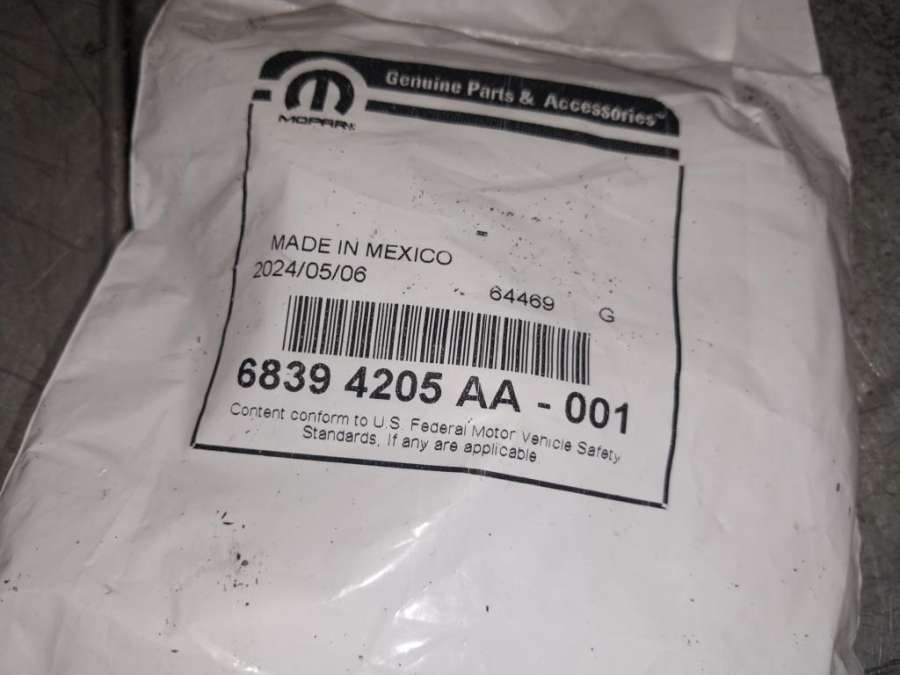 Genuine Parts & Accessories™
MOPAR
MADE IN MEXICO
2024/05/06
64469 G
6839 4205 AA - 001
Content conform to U.S. Federal Motor Vehicle Safety
Standards, If any are applicable